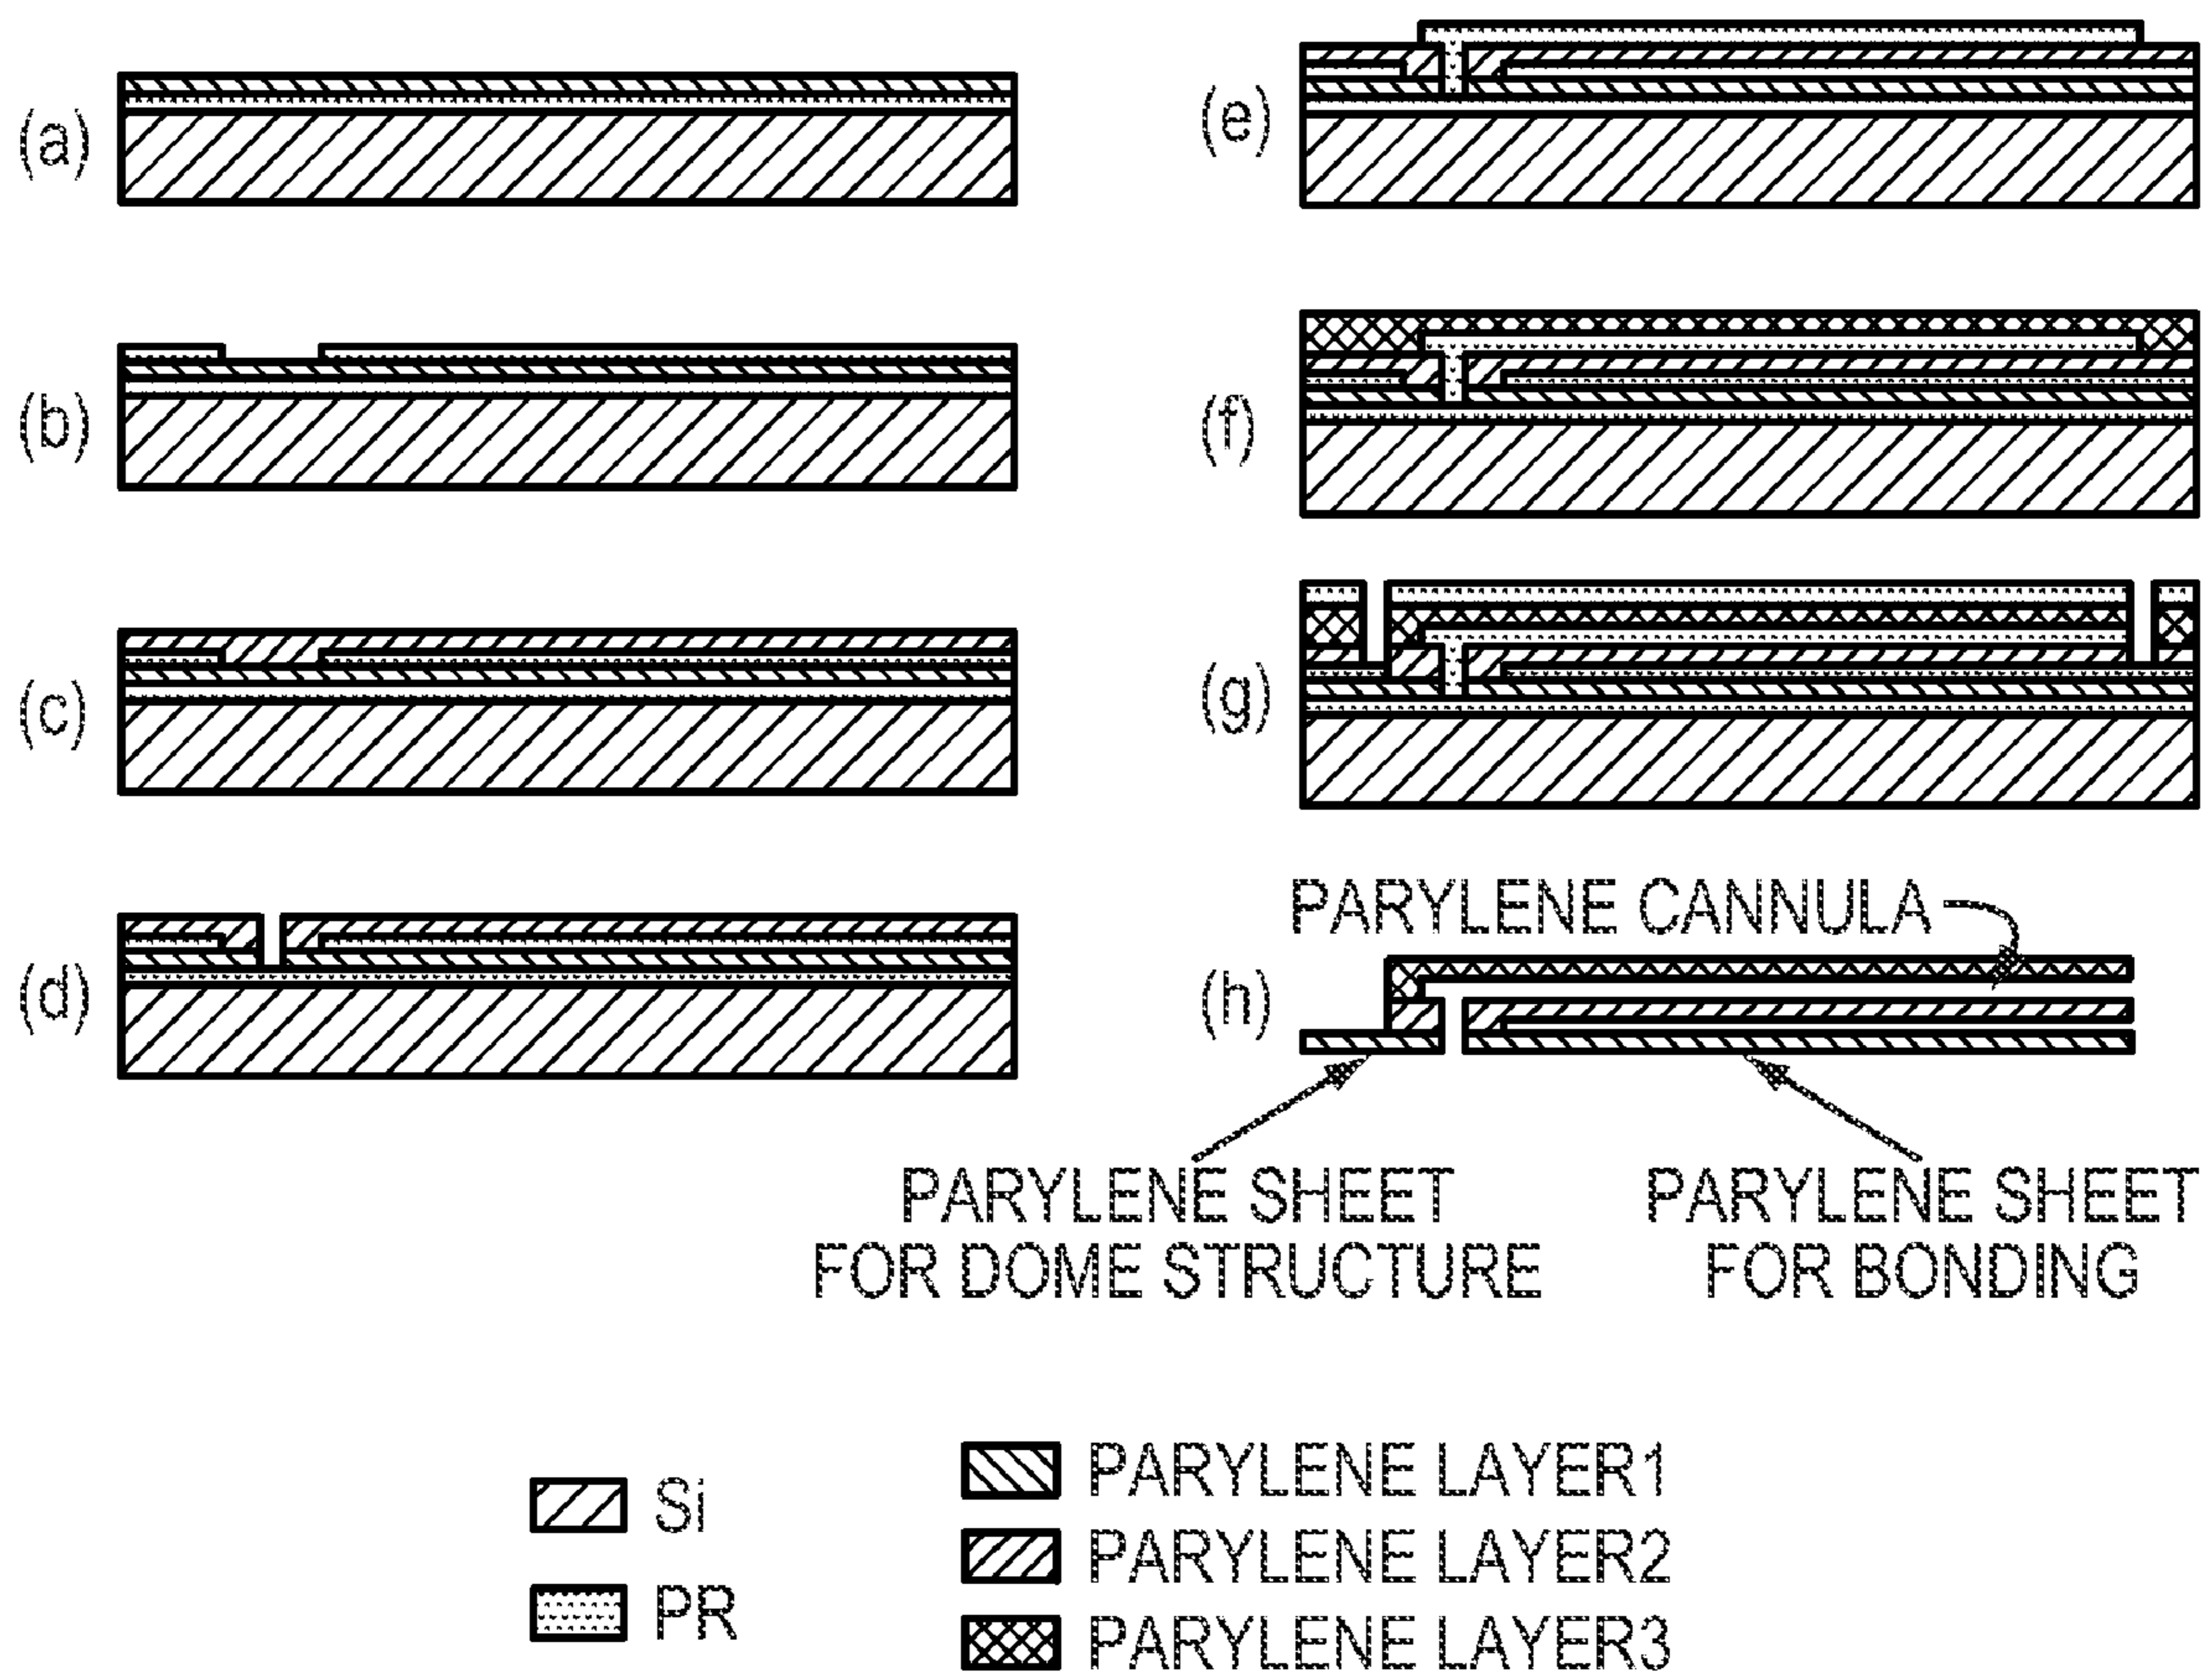 (a)
(b)
(c)
(d)
(e)
(f)
(g)
(h)
PARYLENE CANNULA
PARYLENE SHEET
FOR DOME STRUCTURE
PARYLENE SHEET
FOR BONDING
Si
PR
PARYLENE LAYER1
PARYLENE LAYER2
PARYLENE LAYER3